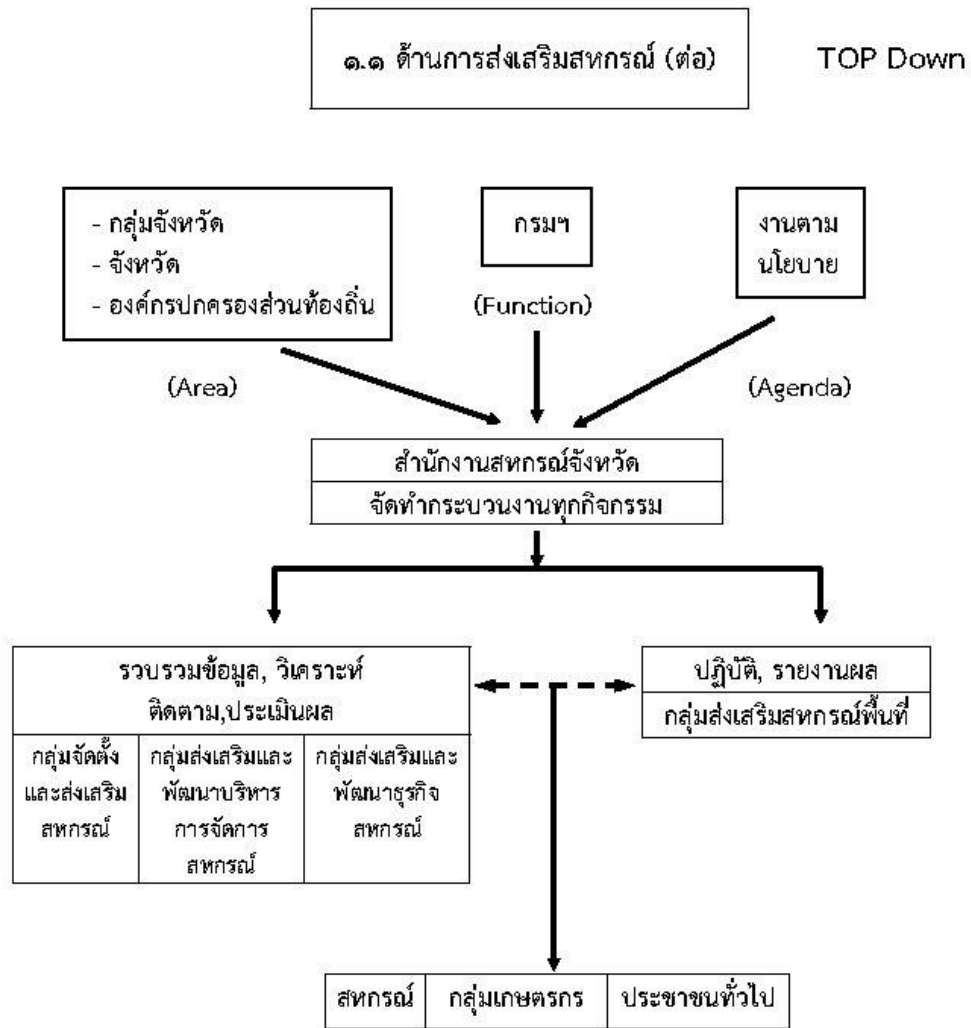 ๑.๑ ด้านการส่งเสริมสหกรณ์ (ต่อ)
TOP Down
- กลุ่มจังหวัด
- จังหวัด
- องค์กรปกครองส่วนท้องถิ่น
(Area)
กรมฯ
(Function)
งานตาม
นโยบาย
(Agenda)
สำนักงานสหกรณ์จังหวัด
จัดทำกระบวนงานทุกกิจกรรม
รวบรวมข้อมูล, วิเคราะห์
ติดตาม,ประเมินผล
กลุ่มจัดตั้ง
และส่งเสริม
สหกรณ์
กลุ่มส่งเสริมและ
พัฒนาบริหาร
การจัดการ
สหกรณ์
กลุ่มส่งเสริมและ
พัฒนาธุรกิจ
สหกรณ์
ปฏิบัติ, รายงานผล
กลุ่มส่งเสริมสหกรณ์พื้นที่
สหกรณ์
กลุ่มเกษตรกร
ประชาชนทั่วไป